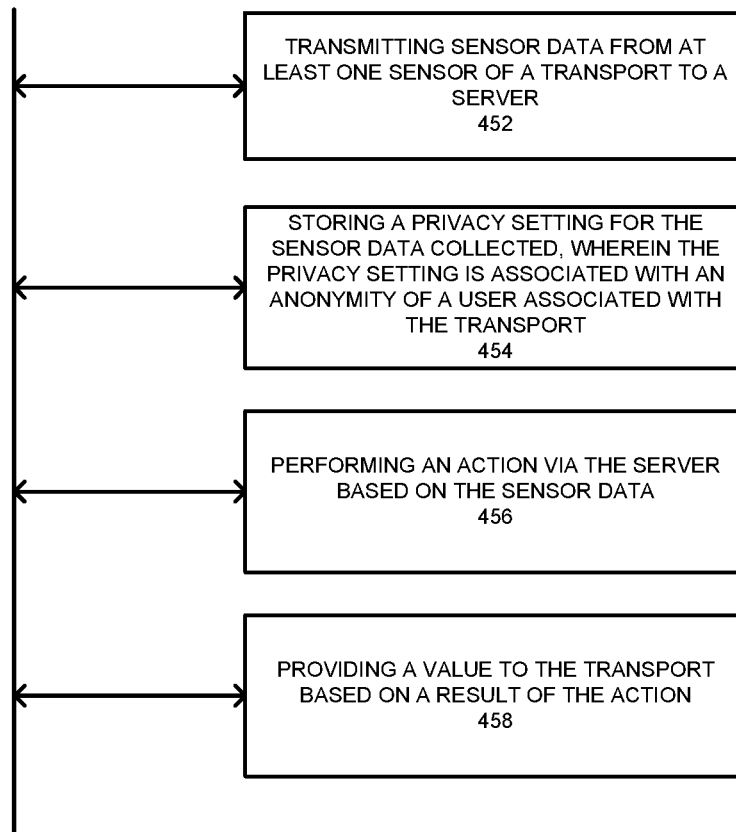 TRANSMITTING SENSOR DATA FROM AT
LEAST ONE SENSOR OF A TRANSPORT TO A
SERVER
452
STORING A PRIVACY SETTING FOR THE
SENSOR DATA COLLECTED, WHEREIN THE
PRIVACY SETTING IS ASSOCIATED WITH AN
ANONYMITY OF A USER ASSOCIATED WITH
THE TRANSPORT
454
PERFORMING AN ACTION VIA THE SERVER
BASED ON THE SENSOR DATA
456
PROVIDING A VALUE TO THE TRANSPORT
BASED ON A RESULT OF THE ACTION
458